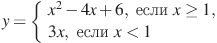 y = { x² − 4x + 6, если x ≥ 1,
3x, если x < 1